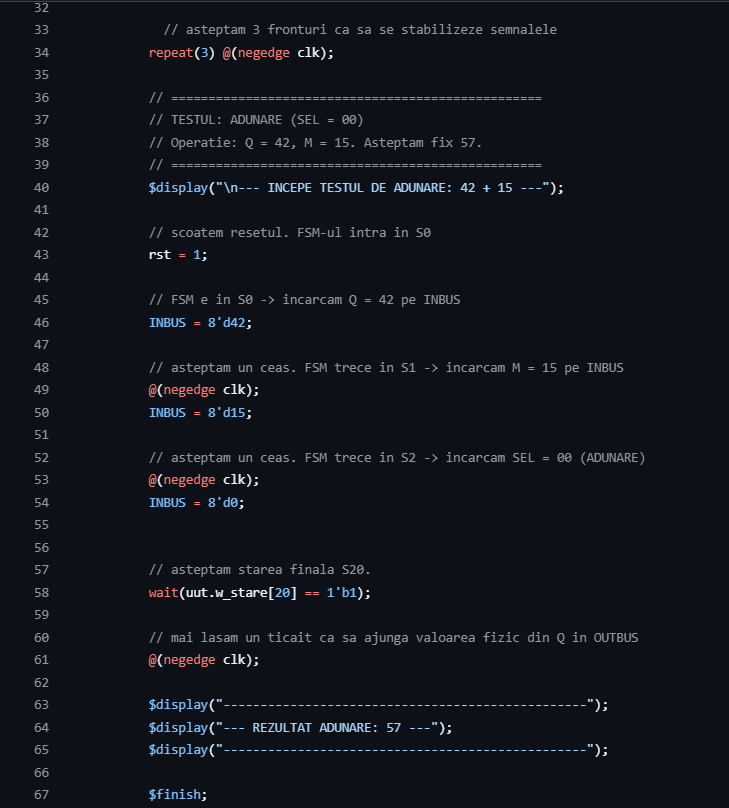 32
33 // asteptam 3 fronturi ca sa se stabilizeze semnalele
34 repeat(3) @(negedge clk);
35
36 // ==================================================
37 // TESTUL: ADUNARE (SEL = 00)
38 // Operatie: Q = 42, M = 15. Asteptam fix 57.
39 // ==================================================
40 $display("\n--- INCEPE TESTUL DE ADUNARE: 42 + 15 ---");
41
42 // scoatem resetul. FSM-ul intra in S0
43 rst = 1;
44
45 // FSM e in S0 -> incarcam Q = 42 pe INBUS
46 INBUS = 8'd42;
47
48 // asteptam un ceas. FSM trece in S1 -> incarcam M = 15 pe INBUS
49 @(negedge clk);
50 INBUS = 8'd15;
51
52 // asteptam un ceas. FSM trece in S2 -> incarcam SEL = 00 (ADUNARE)
53 @(negedge clk);
54 INBUS = 8'd0;
55
56
57 // asteptam starea finala S20.
58 wait(uut.w_stare[20] == 1'b1);
59
60 // mai lasam un ticait ca sa ajunga valoarea fizic din Q in OUTBUS
61 @(negedge clk);
62
63 $display("-------------------------------------------------");
64 $display("--- REZULTAT ADUNARE: 57 ---");
65 $display("-------------------------------------------------");
66
67 $finish;